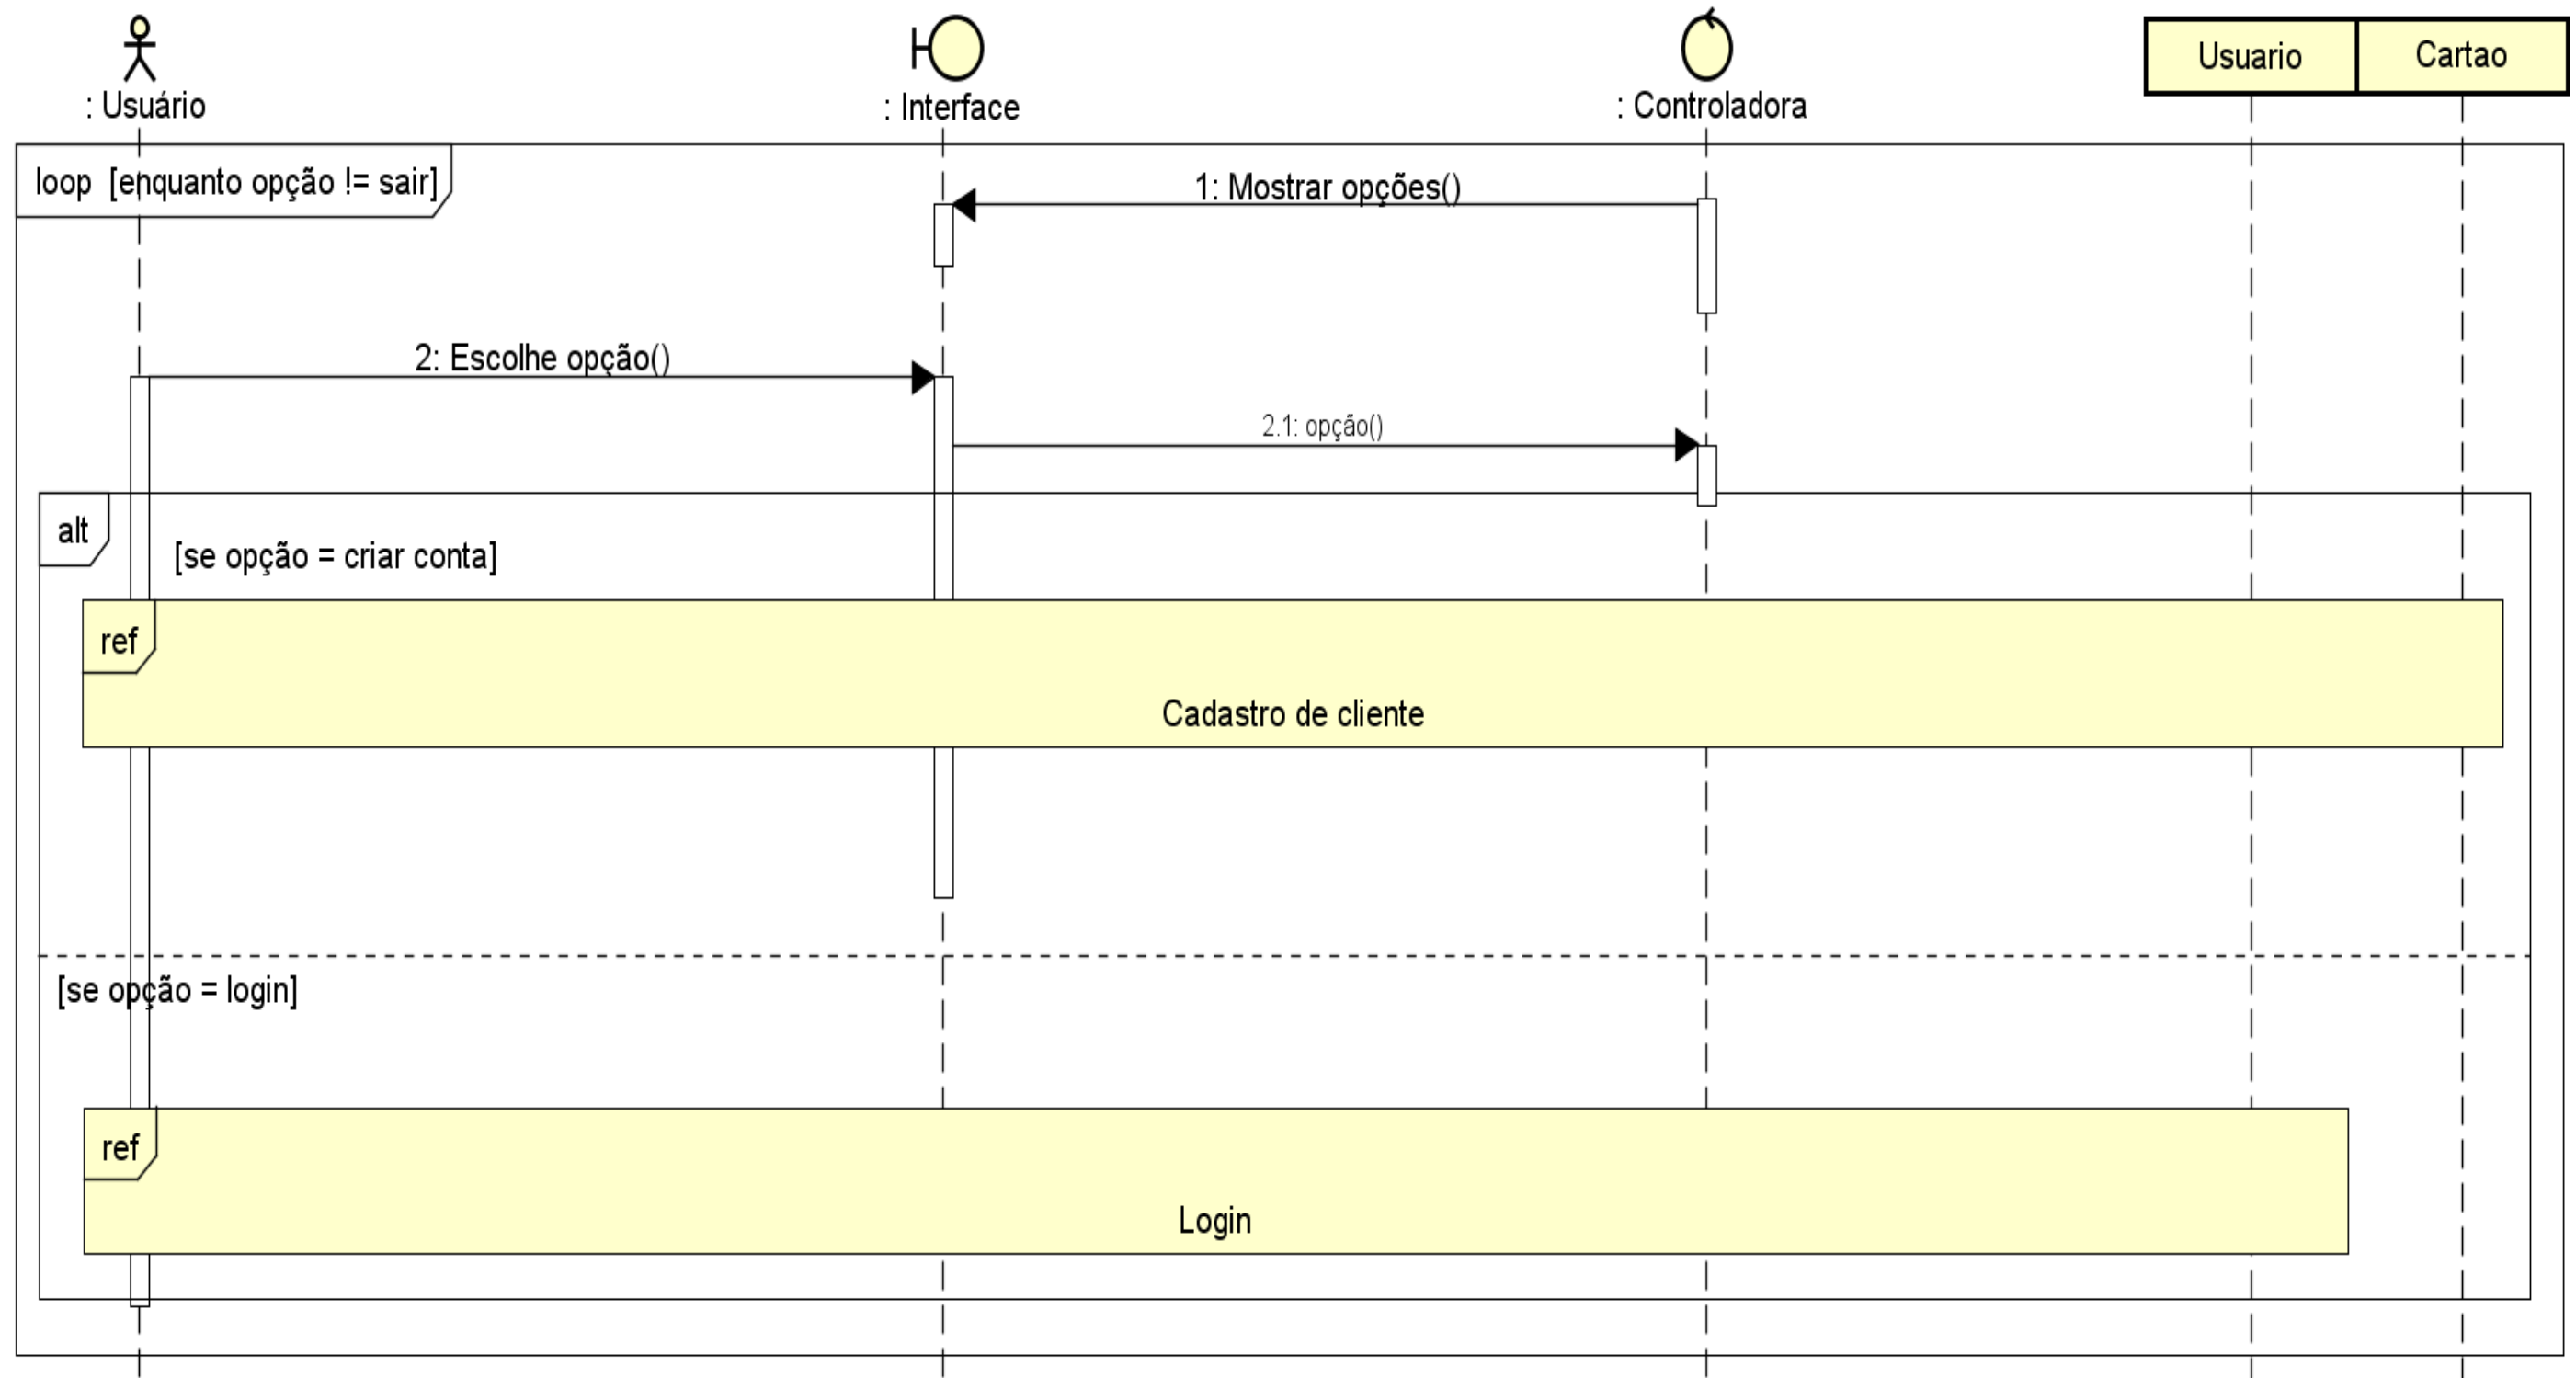 : Usuário
: Interface
: Controladora
Usuario
Cartao
loop [enquanto opção != sair]
1: Mostrar opções()
2: Escolhe opção()
2.1: opção()
alt
[se opção = criar conta]
ref
Cadastro de cliente
[se opção = login]
ref
Login